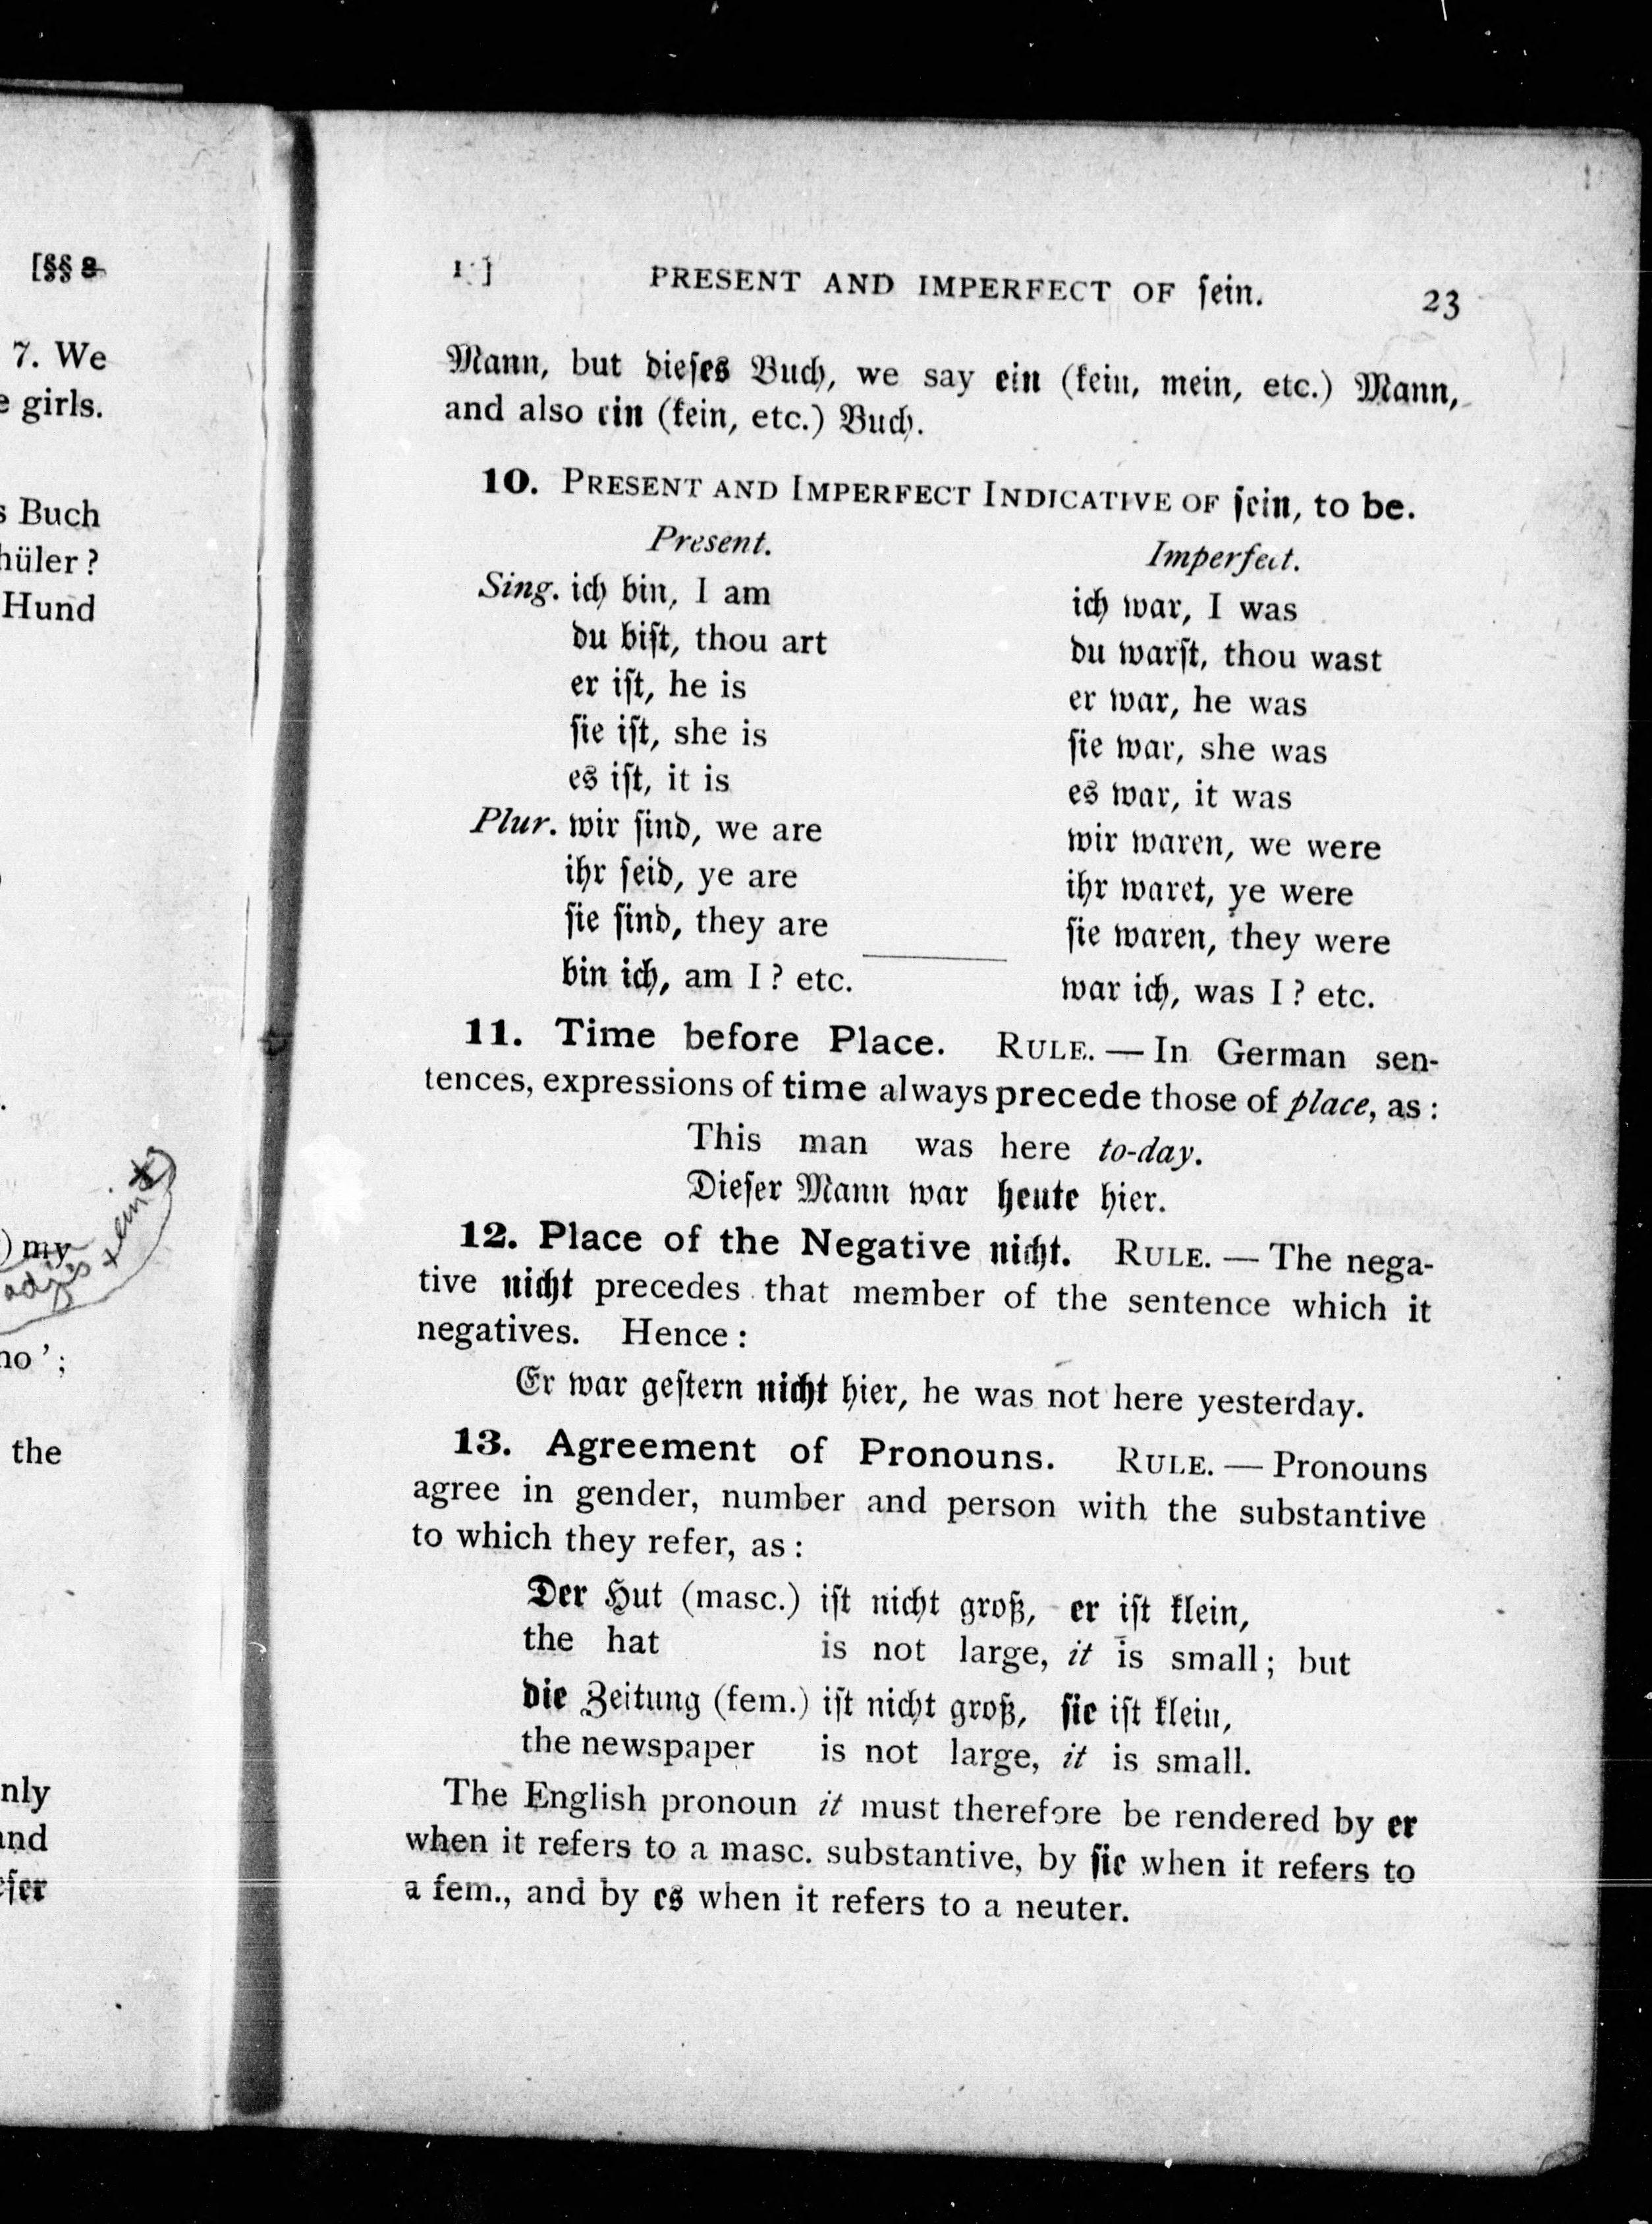 [§§ 8-
7. We
girls.
Buch
hüler?
Hund
) my
adj's + ein
no';
the
nly
and
PRESENT AND IMPERFECT OF ſein. 23
Mann, but dieſes Buch, we say ein (kein, mein, etc.) Mann,
and also ein (kein, etc.) Buch.
10. PRESENT AND IMPERFECT INDICATIVE OF ſein, to be.
Present. Imperfect.
Sing. ich bin, I am ich war, I was
du biſt, thou art du warſt, thou wast
er iſt, he is er war, he was
ſie iſt, she is ſie war, she was
es iſt, it is es war, it was
Plur. wir ſind, we are wir waren, we were
ihr ſeid, ye are ihr waret, ye were
ſie ſind, they are ſie waren, they were
bin ich, am I? etc. war ich, was I? etc.
11. Time before Place. RULE. — In German sen-
tences, expressions of time always precede those of place, as:
This man was here to-day.
Dieſer Mann war heute hier.
12. Place of the Negative nicht. RULE. — The nega-
tive nicht precedes that member of the sentence which it
negatives. Hence:
Er war geſtern nicht hier, he was not here yesterday.
13. Agreement of Pronouns. RULE. — Pronouns
agree in gender, number and person with the substantive
to which they refer, as:
Der Hut (masc.) iſt nicht groß, er iſt klein,
the hat is not large, it is small; but
die Zeitung (fem.) iſt nicht groß, ſie iſt klein,
the newspaper is not large, it is small.
The English pronoun it must therefore be rendered by er
when it refers to a masc. substantive, by ſie when it refers to
a fem., and by es when it refers to a neuter.